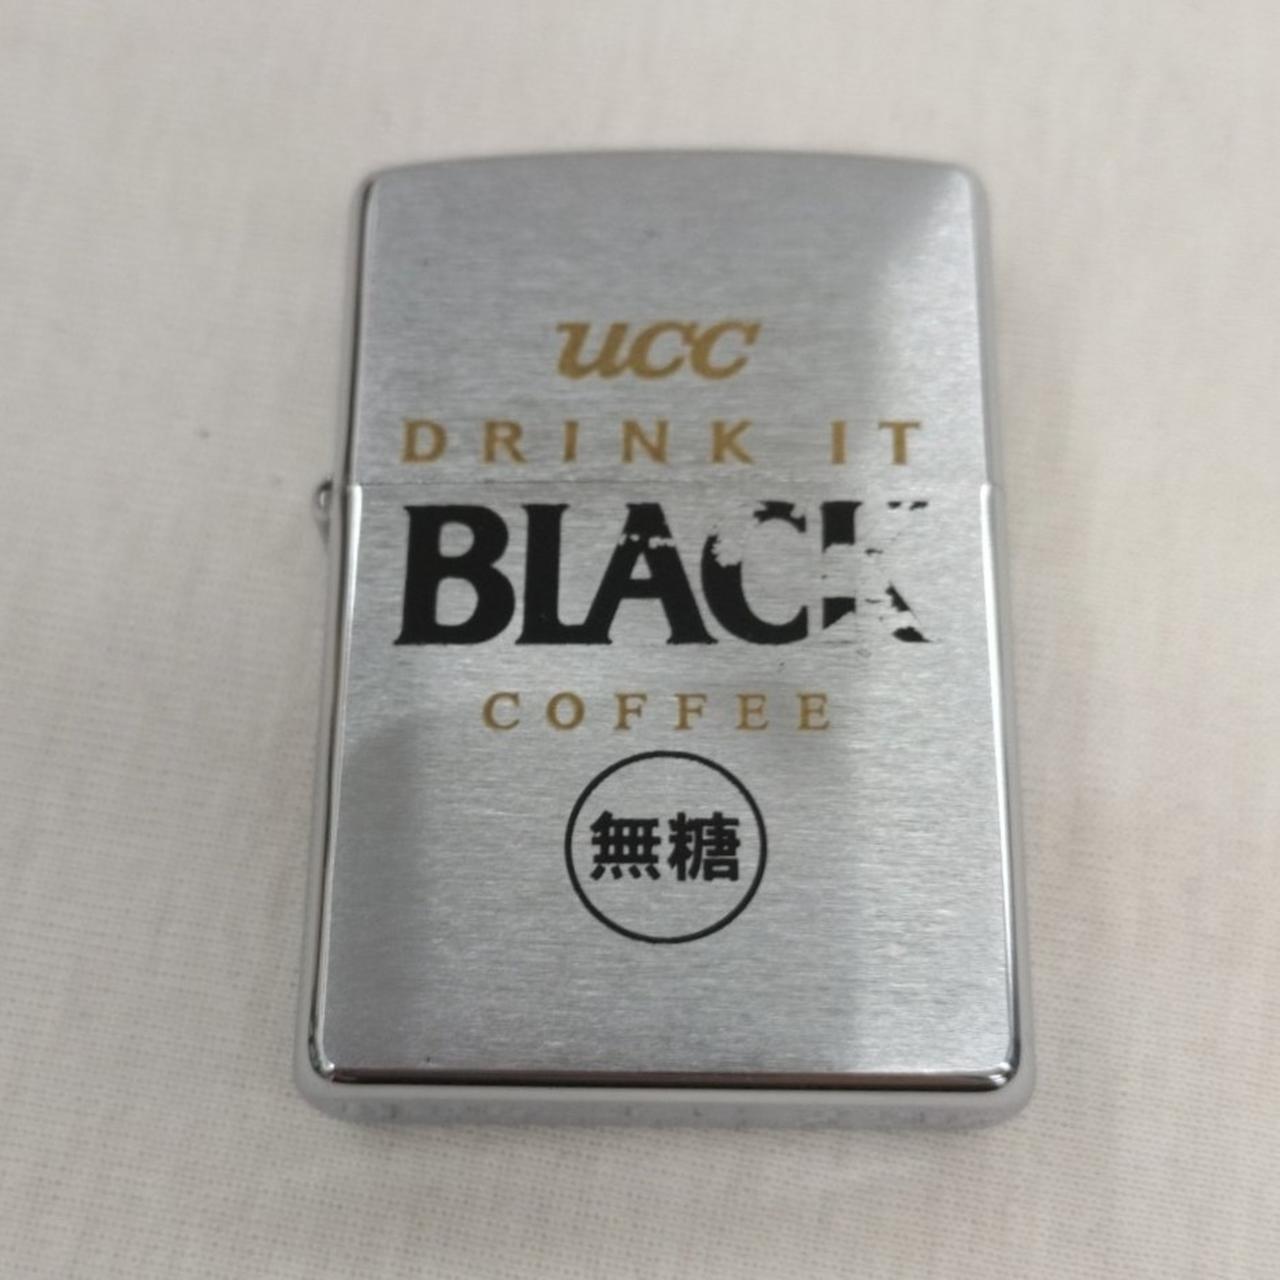 ucc
DRINK IT
BLACK
COFFEE
無糖